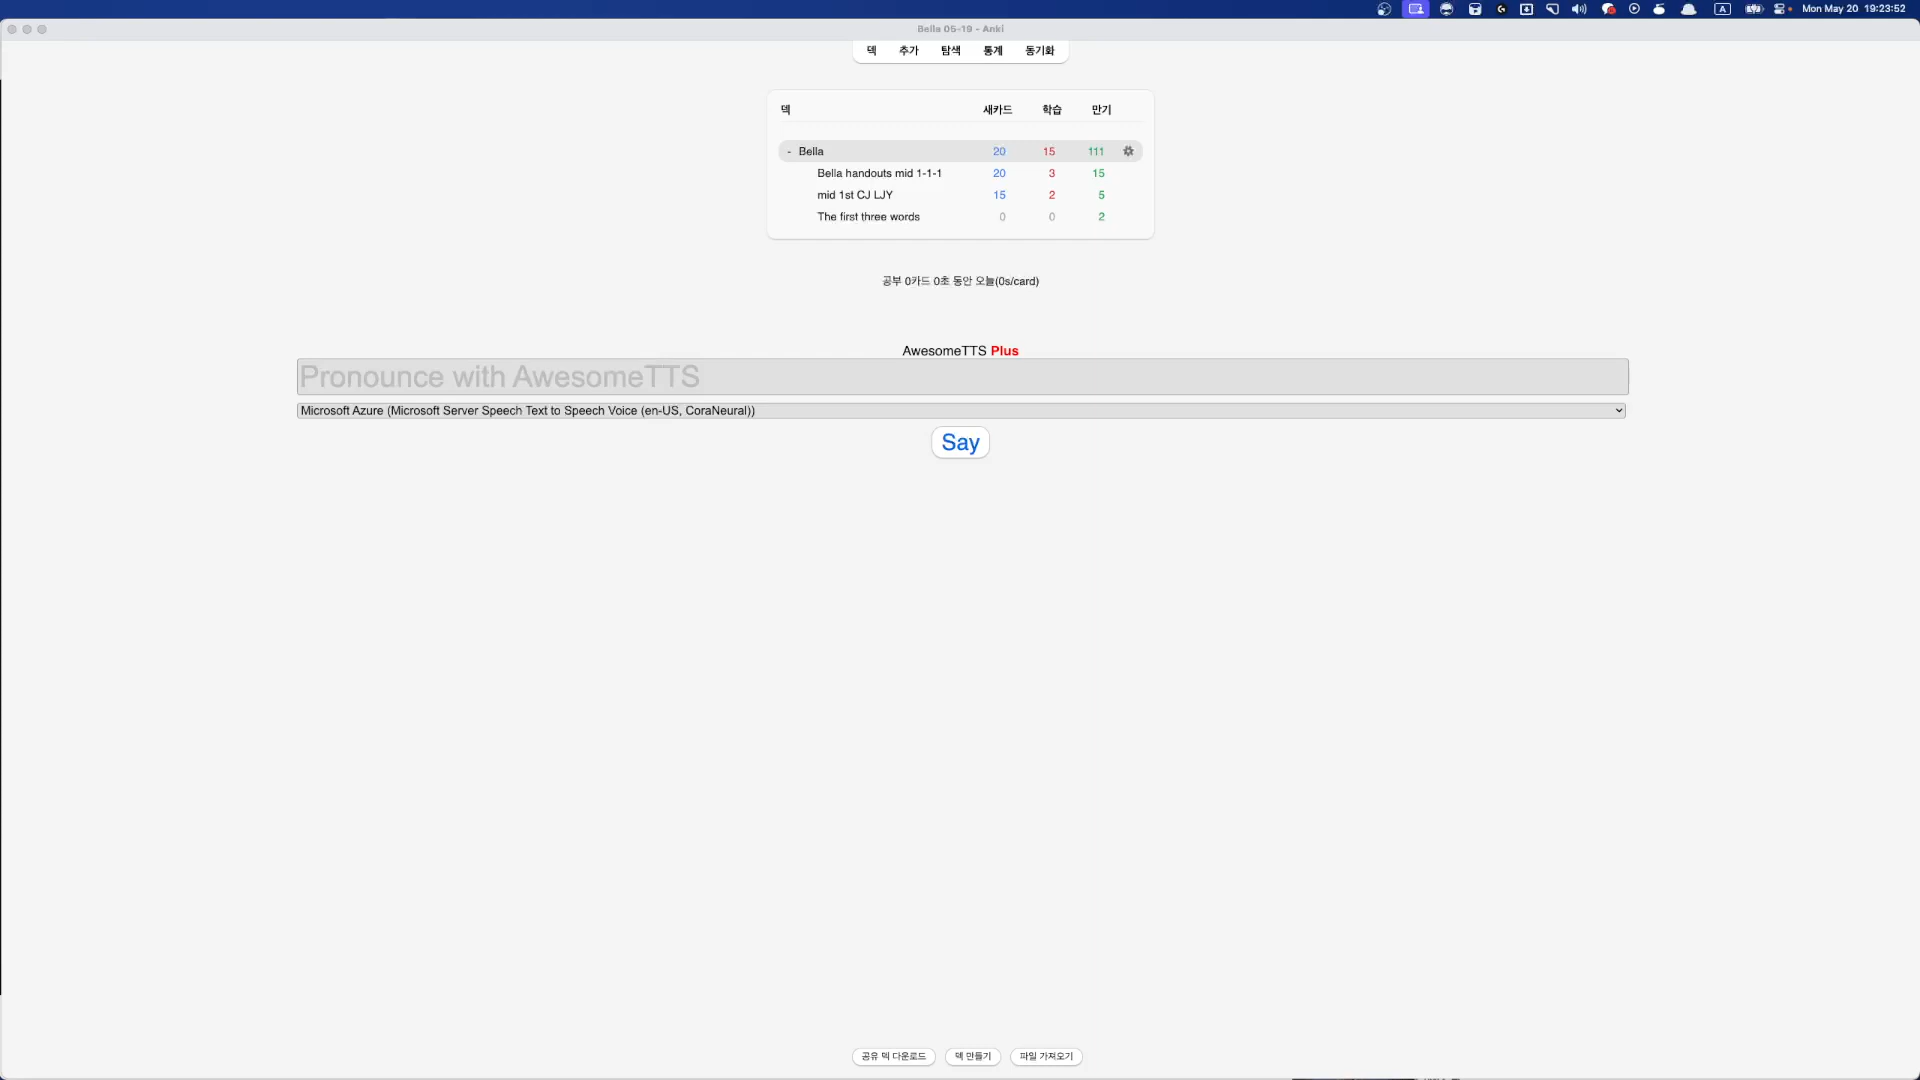 Mon May 20 19:23:52
Bella 05-19 - Anki
덱 추가 탐색 통계 동기화
덱 새카드 학습 만기
- Bella 20 15 111
Bella handouts mid 1-1-1 20 3 15
mid 1st CJ LJY 15 2 5
The first three words 0 0 2
공부 0카드 0초 동안 오늘(0s/card)
AwesomeTTS Plus
Pronounce with AwesomeTTS
Microsoft Azure (Microsoft Server Speech Text to Speech Voice (en-US, CoraNeural))
Say
공유 덱 다운로드 덱 만들기 파일 가져오기